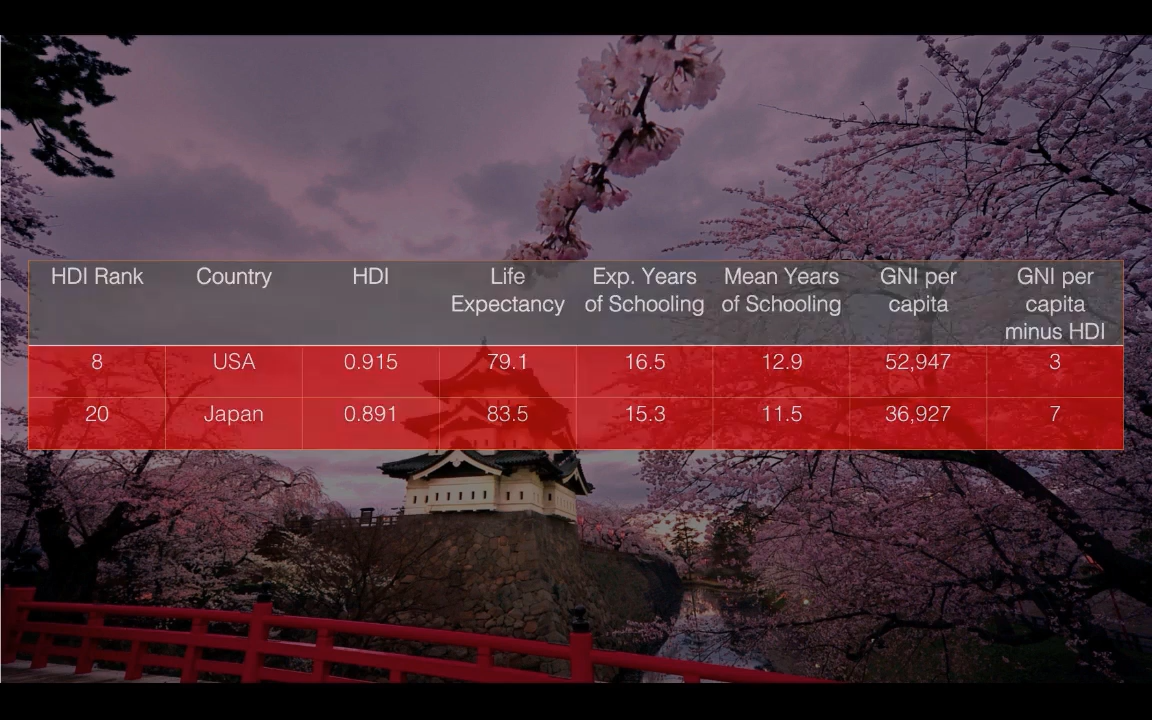 HDI Rank Country HDI Life Expectancy Exp. Years of Schooling Mean Years of Schooling GNI per capita GNI per capita minus HDI
8 USA 0.915 79.1 16.5 12.9 52,947 3
20 Japan 0.891 83.5 15.3 11.5 36,927 7